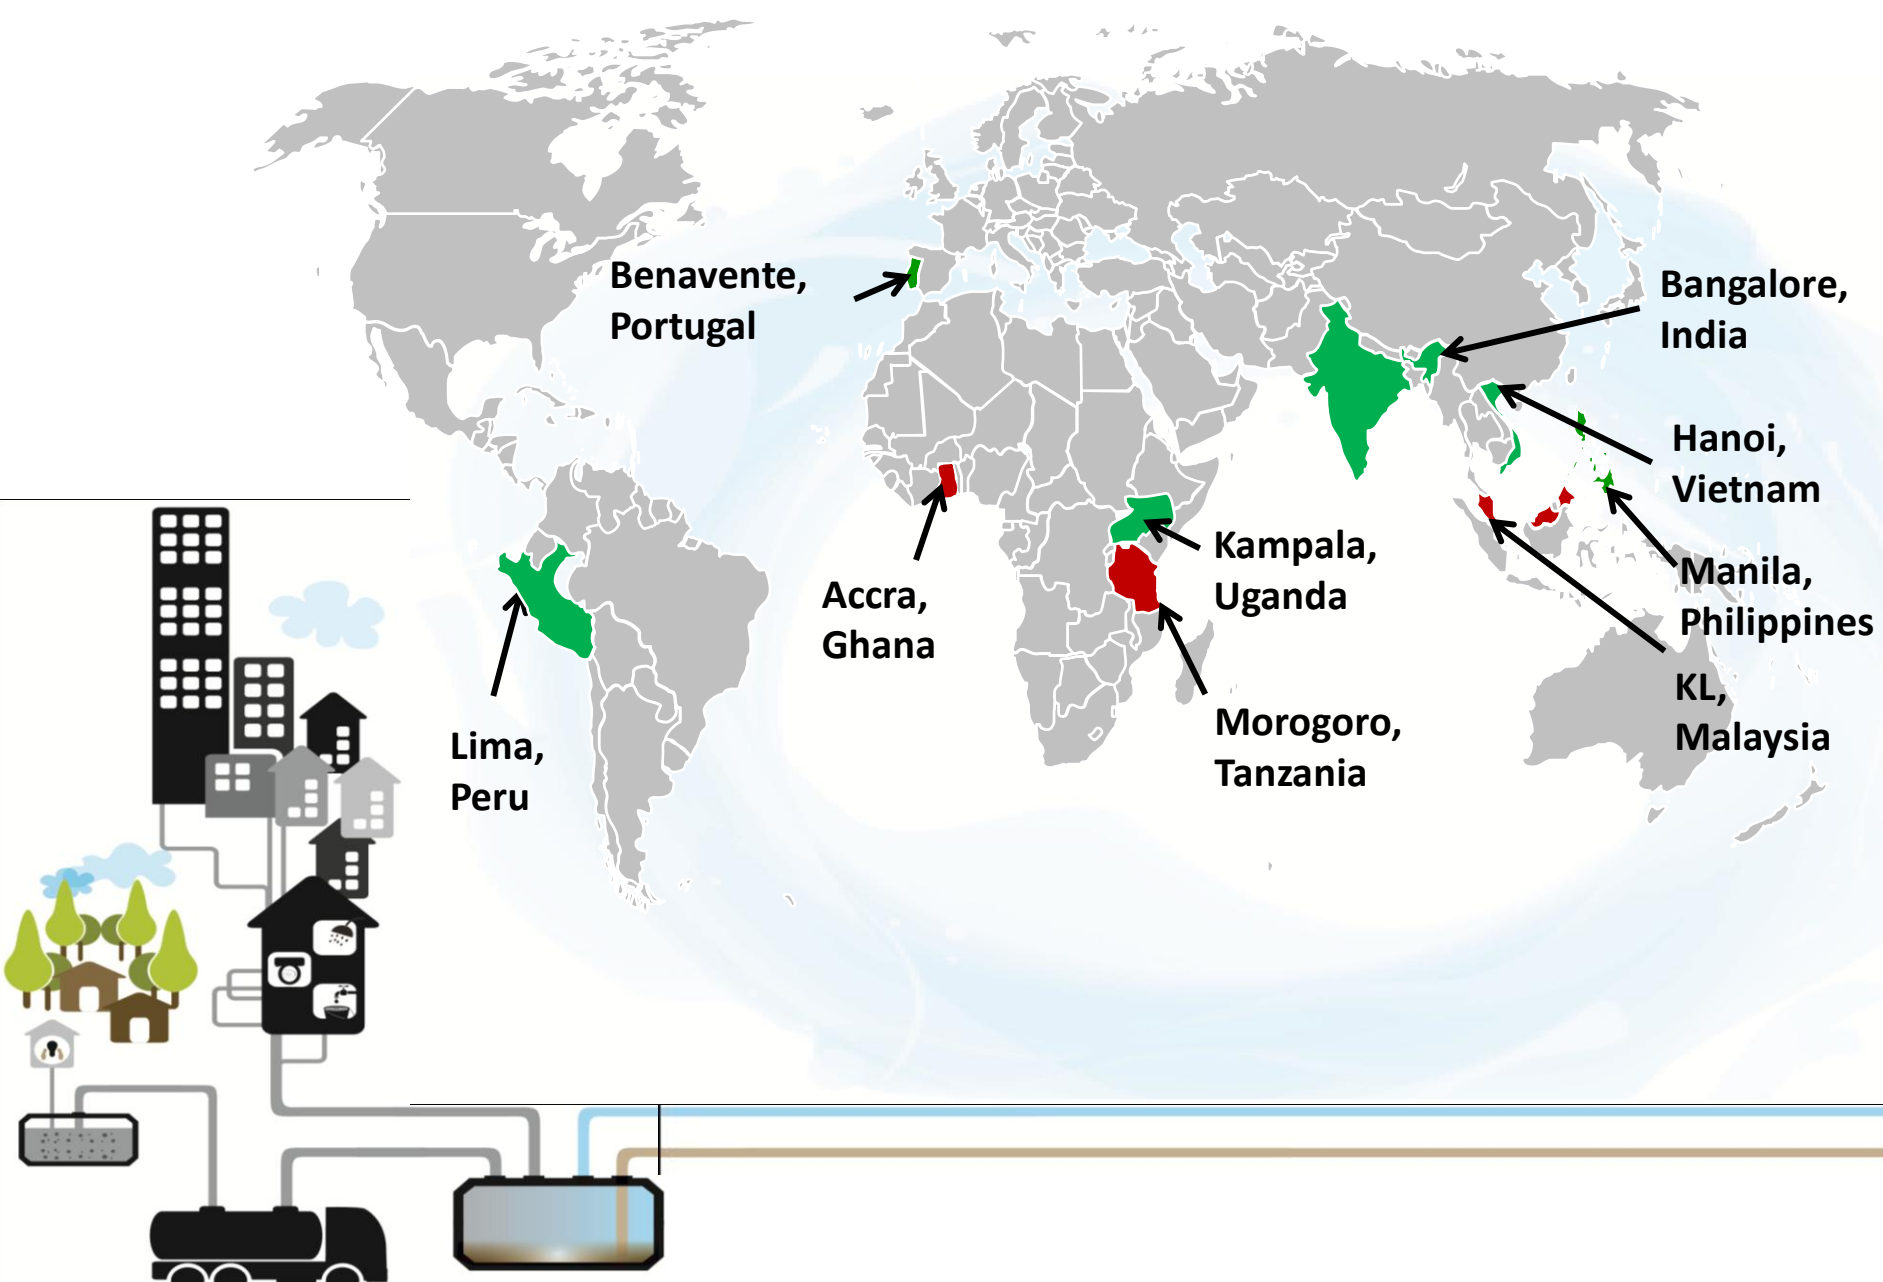 Benavente,
Portugal
Bangalore,
India
Hanoi,
Vietnam
Kampala,
Uganda
Manila,
Philippines
Accra,
Ghana
KL,
Malaysia
Morogoro,
Tanzania
Lima,
Peru